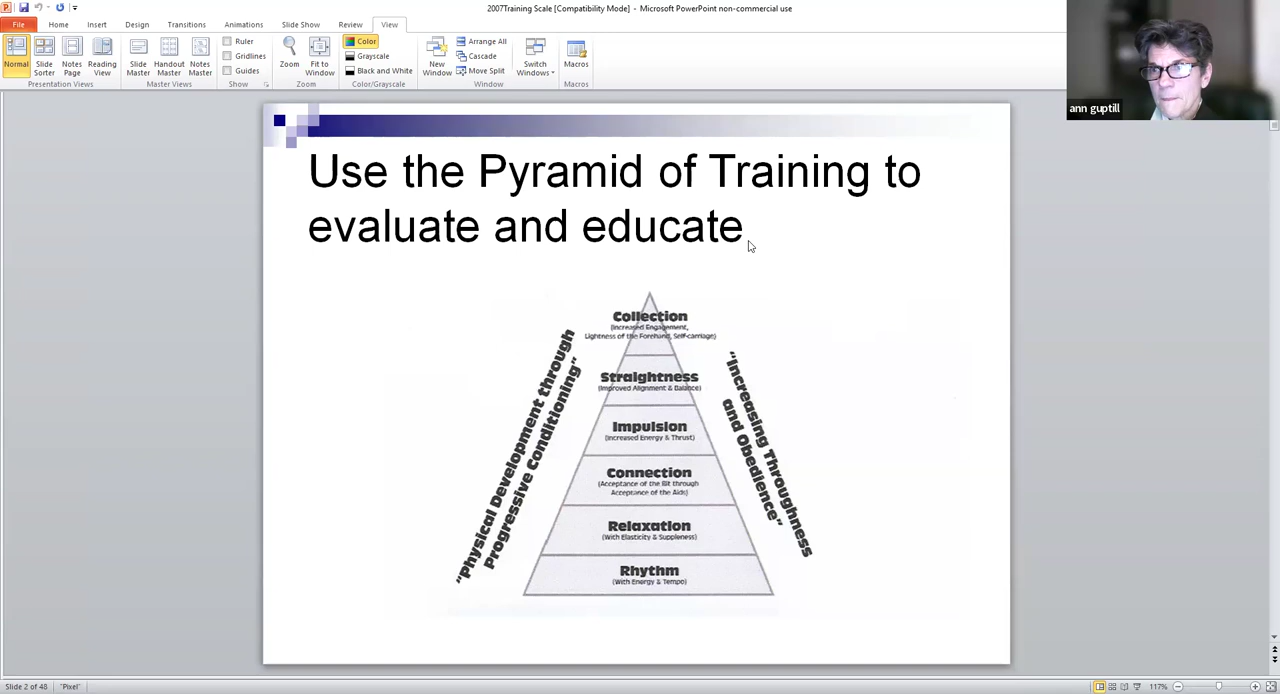 2007Training Scale [Compatibility Mode] - Microsoft PowerPoint non-commercial use
File Home Insert Design Transitions Animations Slide Show Review View
Normal
Slide Sorter
Notes Page
Reading View
Presentation Views
Slide Master
Handout Master
Notes Master
Master Views
Ruler
Gridlines
Guides
Show
Zoom
Fit to Window
Zoom
Color
Grayscale
Black and White
Color/Grayscale
New Window
Arrange All
Cascade
Move Split
Switch Windows
Window
Macros
Macros
ann guptill
Use the Pyramid of Training to
evaluate and educate
Collection
(Increased Engagement,
Lightness of the Forehand, Self-carriage)
Straightness
(Improved Alignment & Balance)
Impulsion
(Increased Energy & Thrust)
Connection
(Acceptance of the Bit through
Acceptance of the Aids)
Relaxation
(With Elasticity & Suppleness)
Rhythm
(With Energy & Tempo)
"Physical Development through
Progressive Conditioning"
"Increasing Throughness
and Obedience"
Slide 2 of 48 "Pixel" 117%